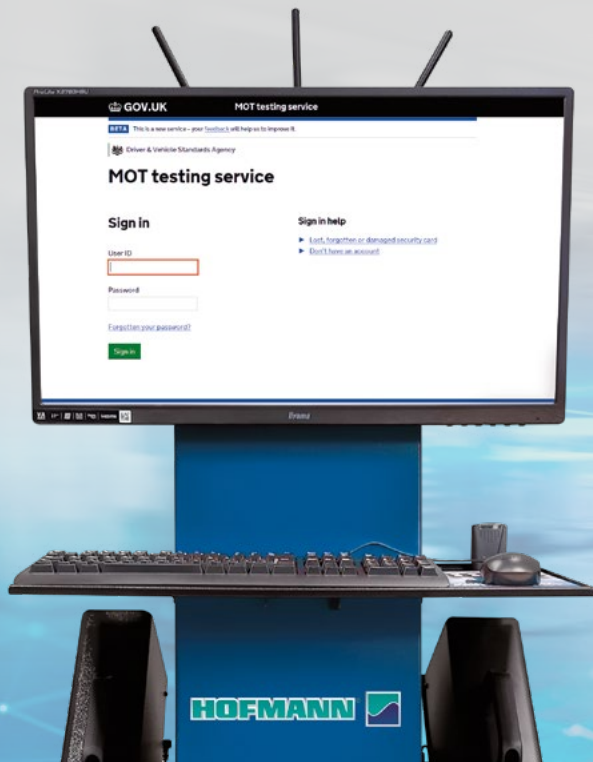 ProLite X2783HSU
GOV.UK
MOT testing service
BETA This is a new service - your feedback will help us to improve it.
Driver & Vehicle Standards Agency
MOT testing service
Sign in
User ID
Password
Forgotten your password?
Sign in
Sign in help
Lost, forgotten or damaged security card
Don't have an account
iiyama
HOFMANN